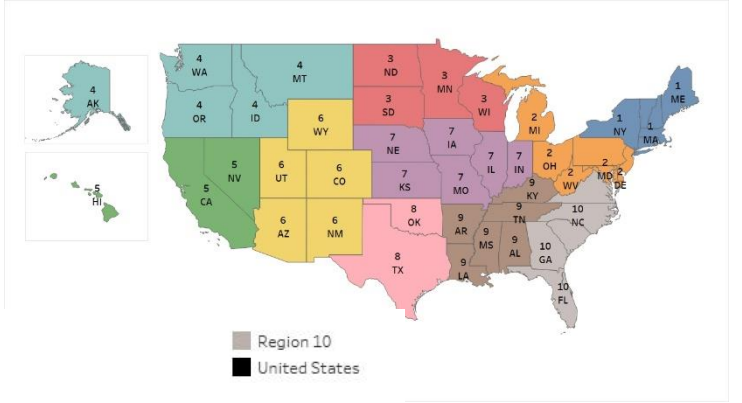 4
WA
4
MT
3
ND
3
MN
1
ME
4
AK
4
OR
4
ID
3
SD
3
WI
2
MI
1
NY
1
MA
6
WY
7
NE
7
IA
2
OH
2
MD
2
DE
5
NV
6
UT
6
CO
7
KS
7
MO
7
IL
7
IN
2
WV
5
HI
5
CA
9
KY
9
TN
10
NC
6
AZ
6
NM
8
OK
9
AR
9
MS
9
AL
10
GA
8
TX
9
LA
10
FL
Region 10
United States